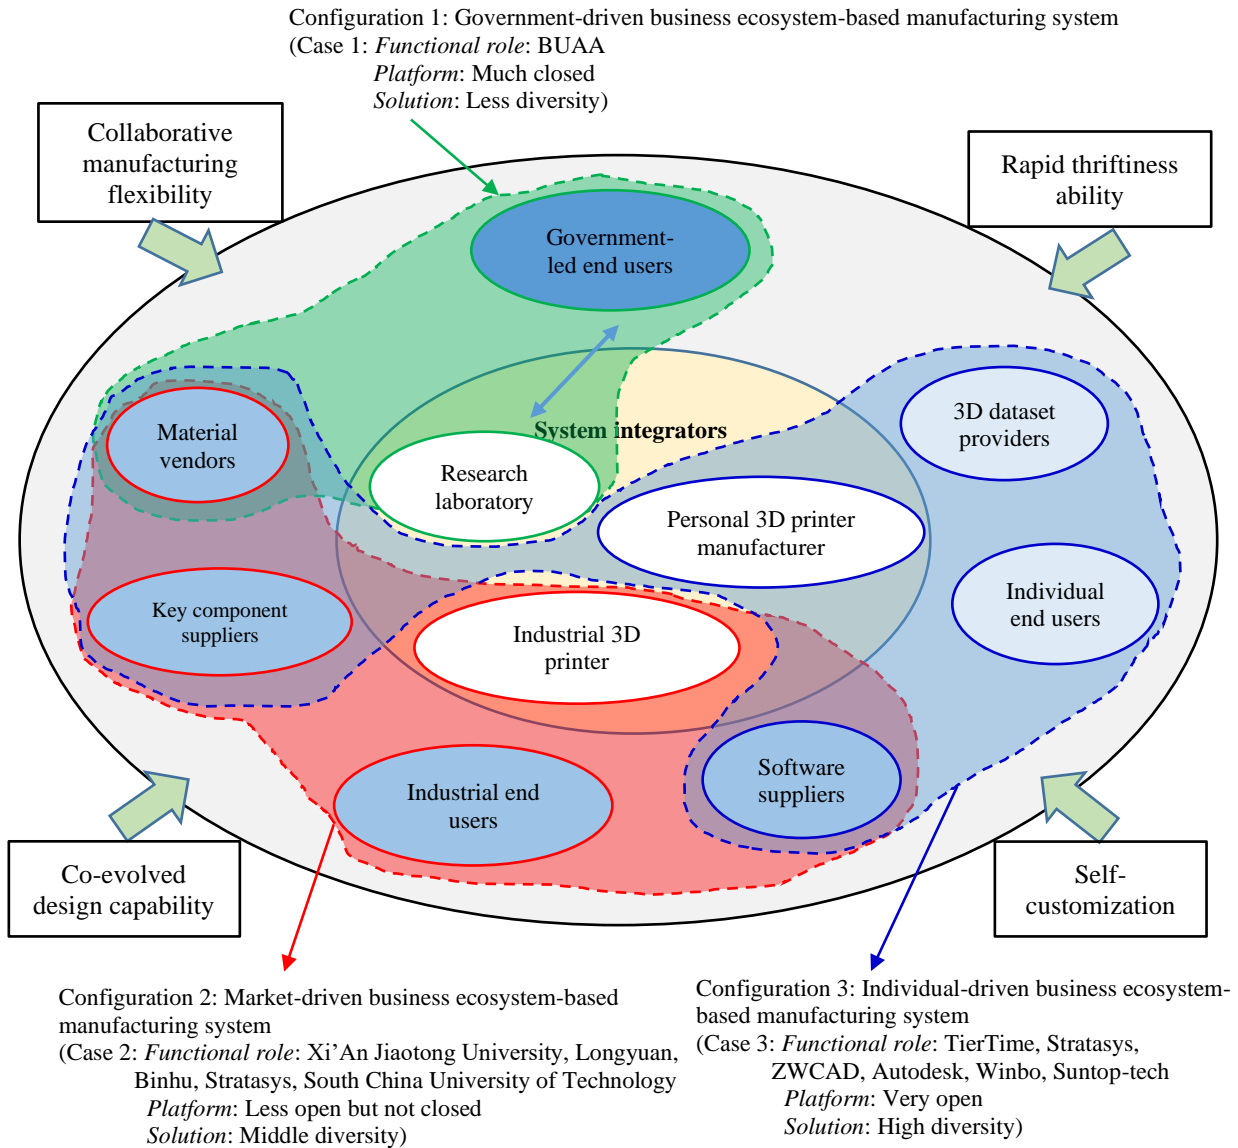 Configuration 1: Government-driven business ecosystem-based manufacturing system
(Case 1: Functional role: BUAA
Platform: Much closed
Solution: Less diversity)
Collaborative
manufacturing
flexibility
Rapid thriftiness
ability
Government-
led end users
System integrators
Material
vendors
Research
laboratory
3D dataset
providers
Personal 3D printer
manufacturer
Key component
suppliers
Industrial 3D
printer
Individual
end users
Industrial end
users
Software
suppliers
Co-evolved
design capability
Self-
customization
Configuration 2: Market-driven business ecosystem-based
manufacturing system
(Case 2: Functional role: Xi’An Jiaotong University, Longyuan,
Binhu, Stratasys, South China University of Technology
Platform: Less open but not closed
Solution: Middle diversity)
Configuration 3: Individual-driven business ecosystem-
based manufacturing system
(Case 3: Functional role: TierTime, Stratasys,
ZWCAD, Autodesk, Winbo, Suntop-tech
Platform: Very open
Solution: High diversity)